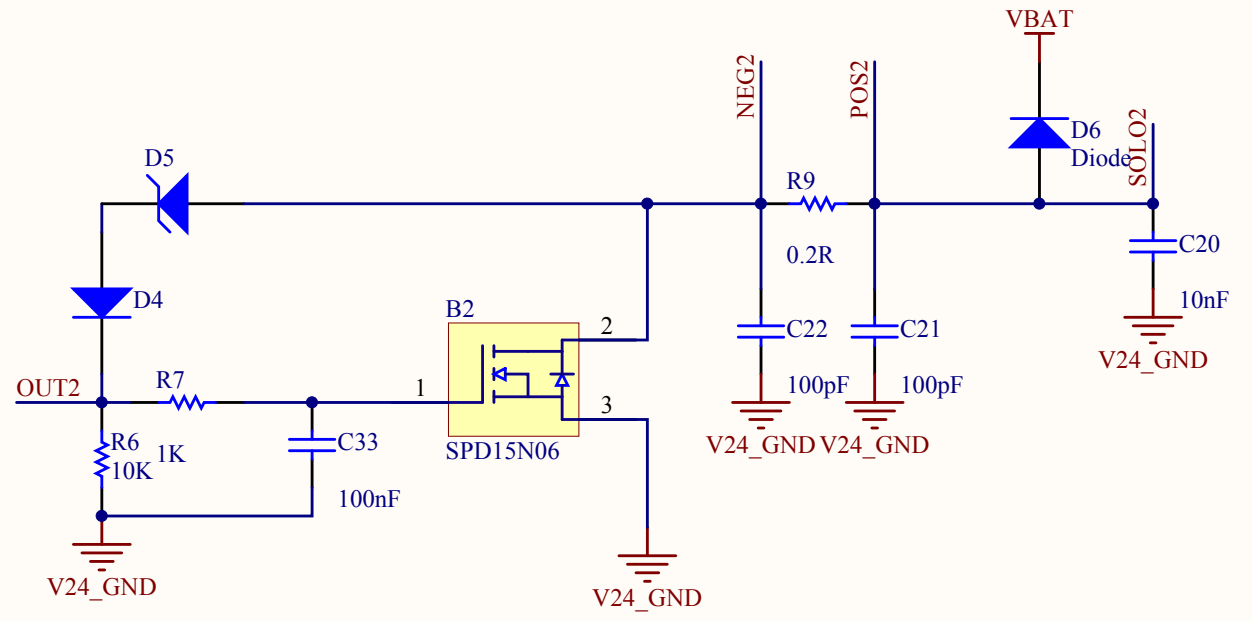 VBAT
NEG2
POS2
D6
Diode
SOLO2
D5
R9
0.2R
C20
10nF
V24_GND
D4
B2
2
C22
C21
100pF
100pF
V24_GND
V24_GND
OUT2
R7
1
3
R6
10K
1K
C33
SPD15N06
100nF
V24_GND
V24_GND